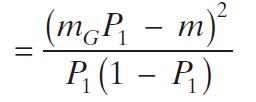 = (m_G P_1 − m)^2 / P_1 (1 − P_1)